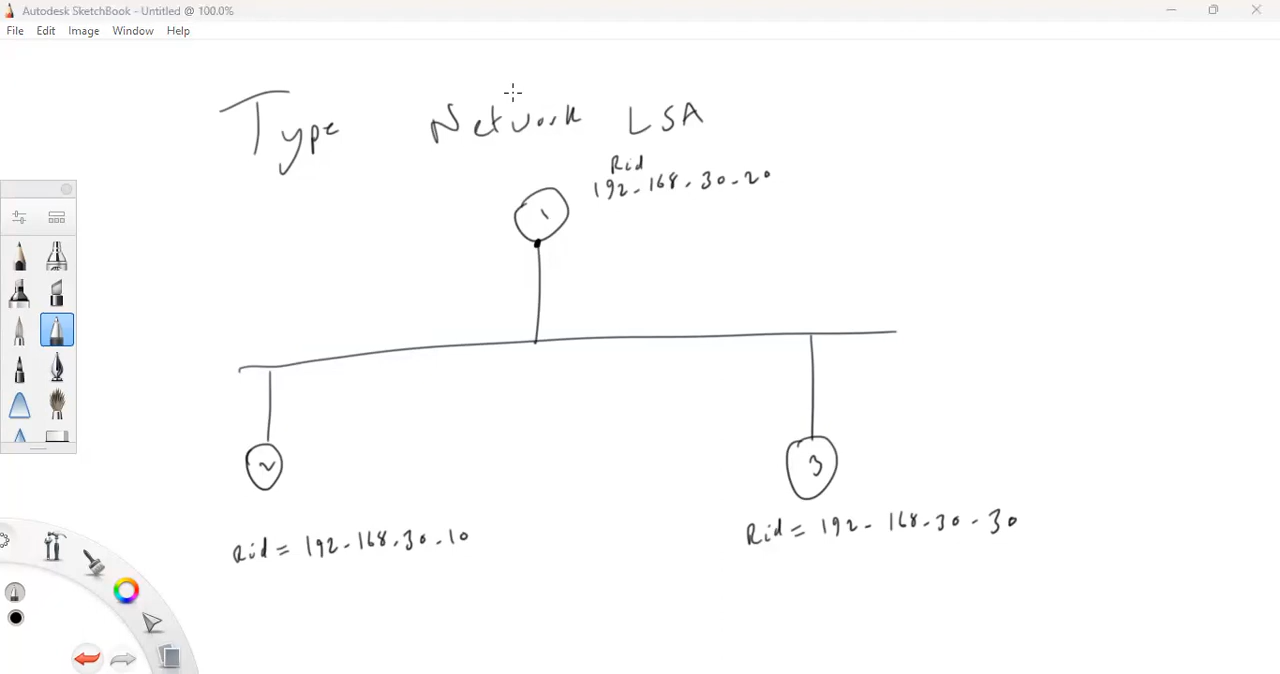 Autodesk SketchBook - Untitled @ 100.0%
File Edit Image Window Help
Type Network LSA
Rid
192-168.30-20
1
2
3
Rid = 192-168.30-10
Rid = 192-168.30-30